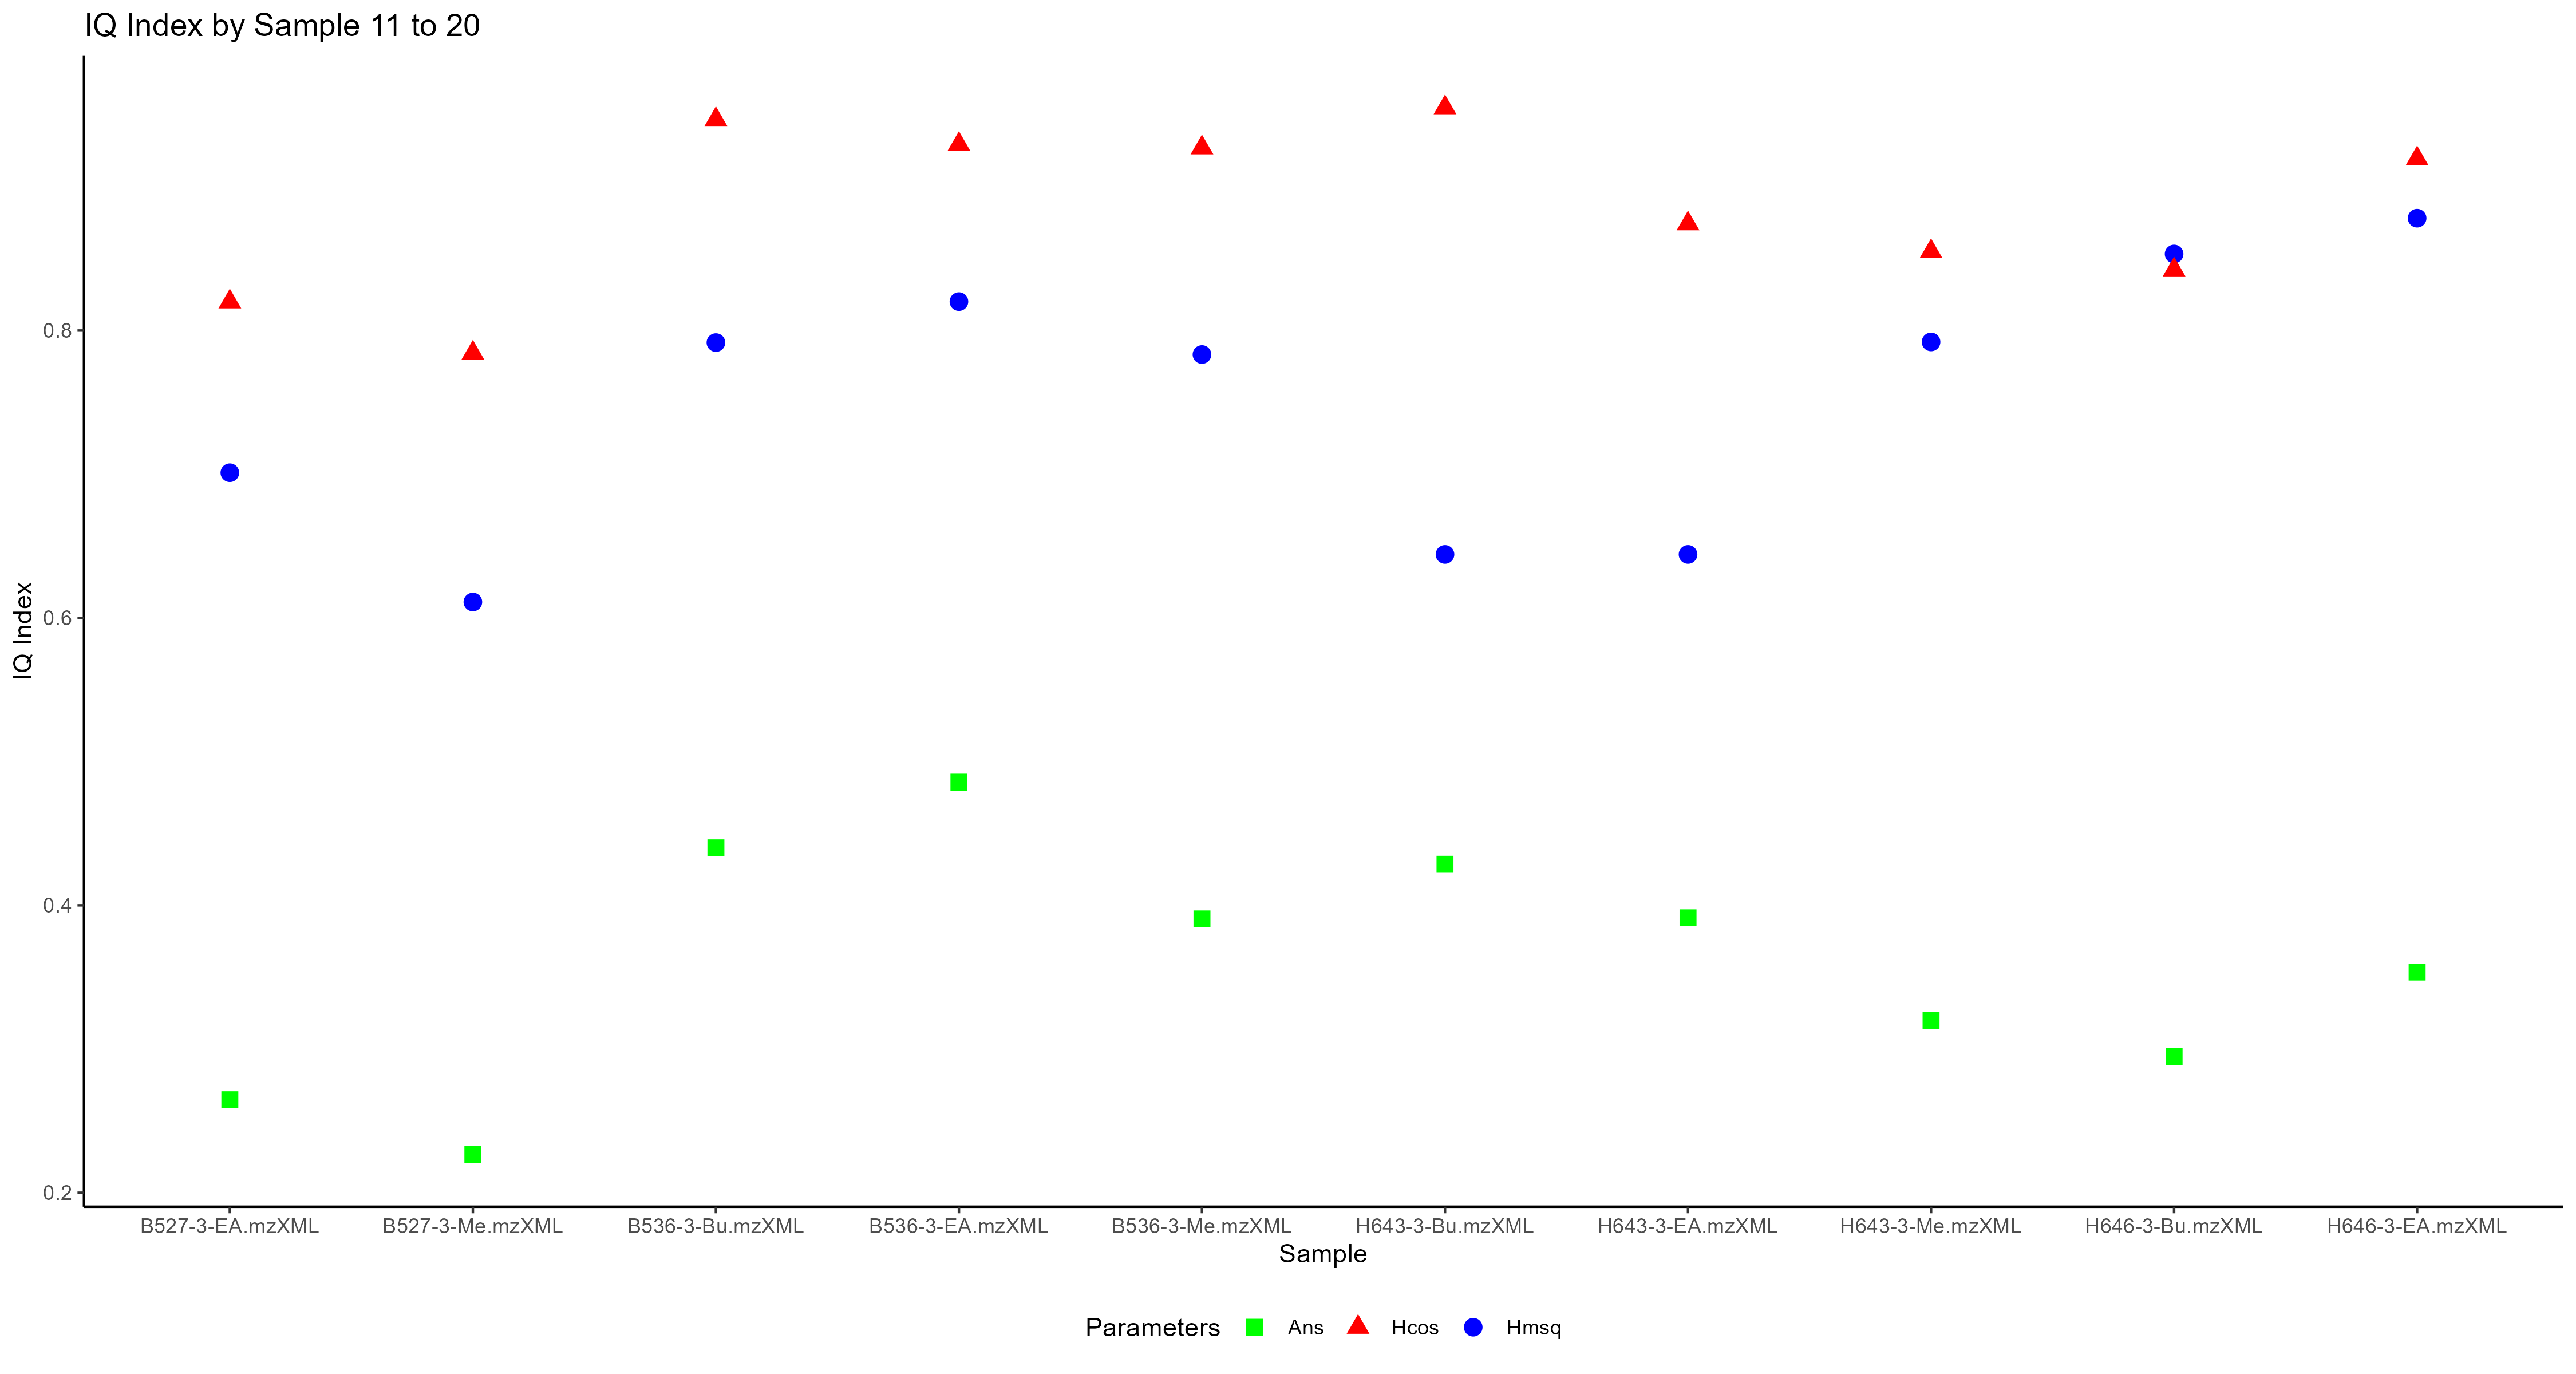 IQ Index by Sample 11 to 20
IQ Index
0.8
0.6
0.4
0.2
B527-3-EA.mzXML B527-3-Me.mzXML B536-3-Bu.mzXML B536-3-EA.mzXML B536-3-Me.mzXML H643-3-Bu.mzXML H643-3-EA.mzXML H643-3-Me.mzXML H646-3-Bu.mzXML H646-3-EA.mzXML
Sample
Parameters Ans Hcos Hmsq